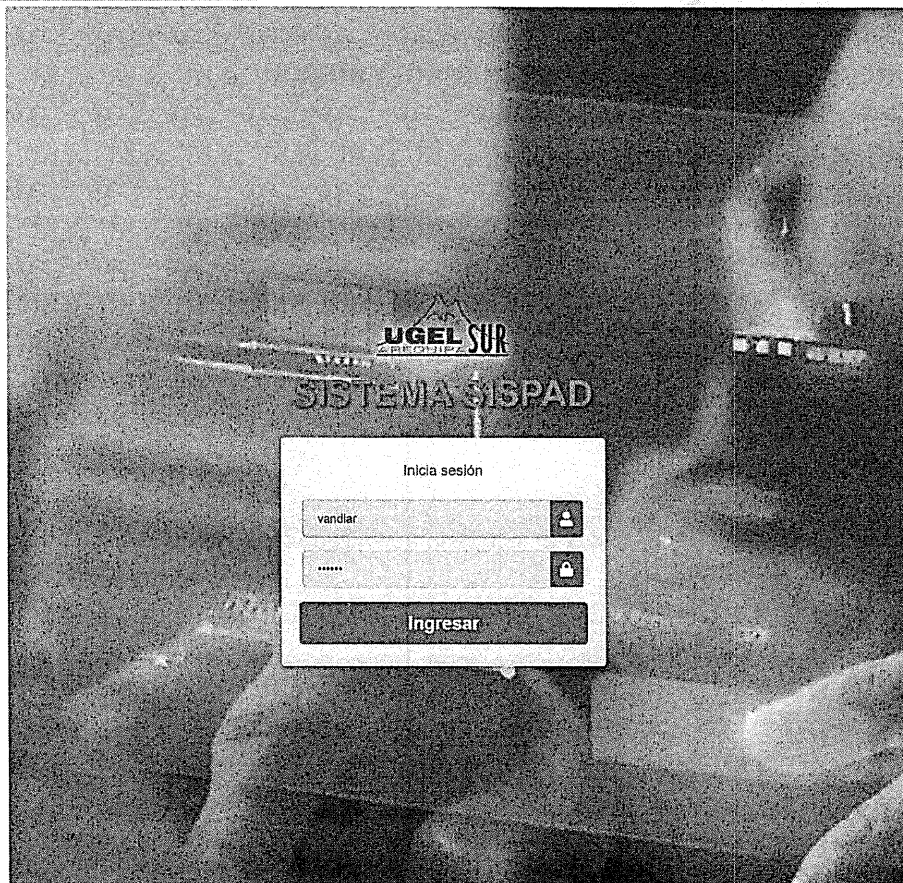 UGEL SUR
AREQUIPA
SISTEMA SISPAD
Inicia sesión
vandiar
••••••
Ingresar